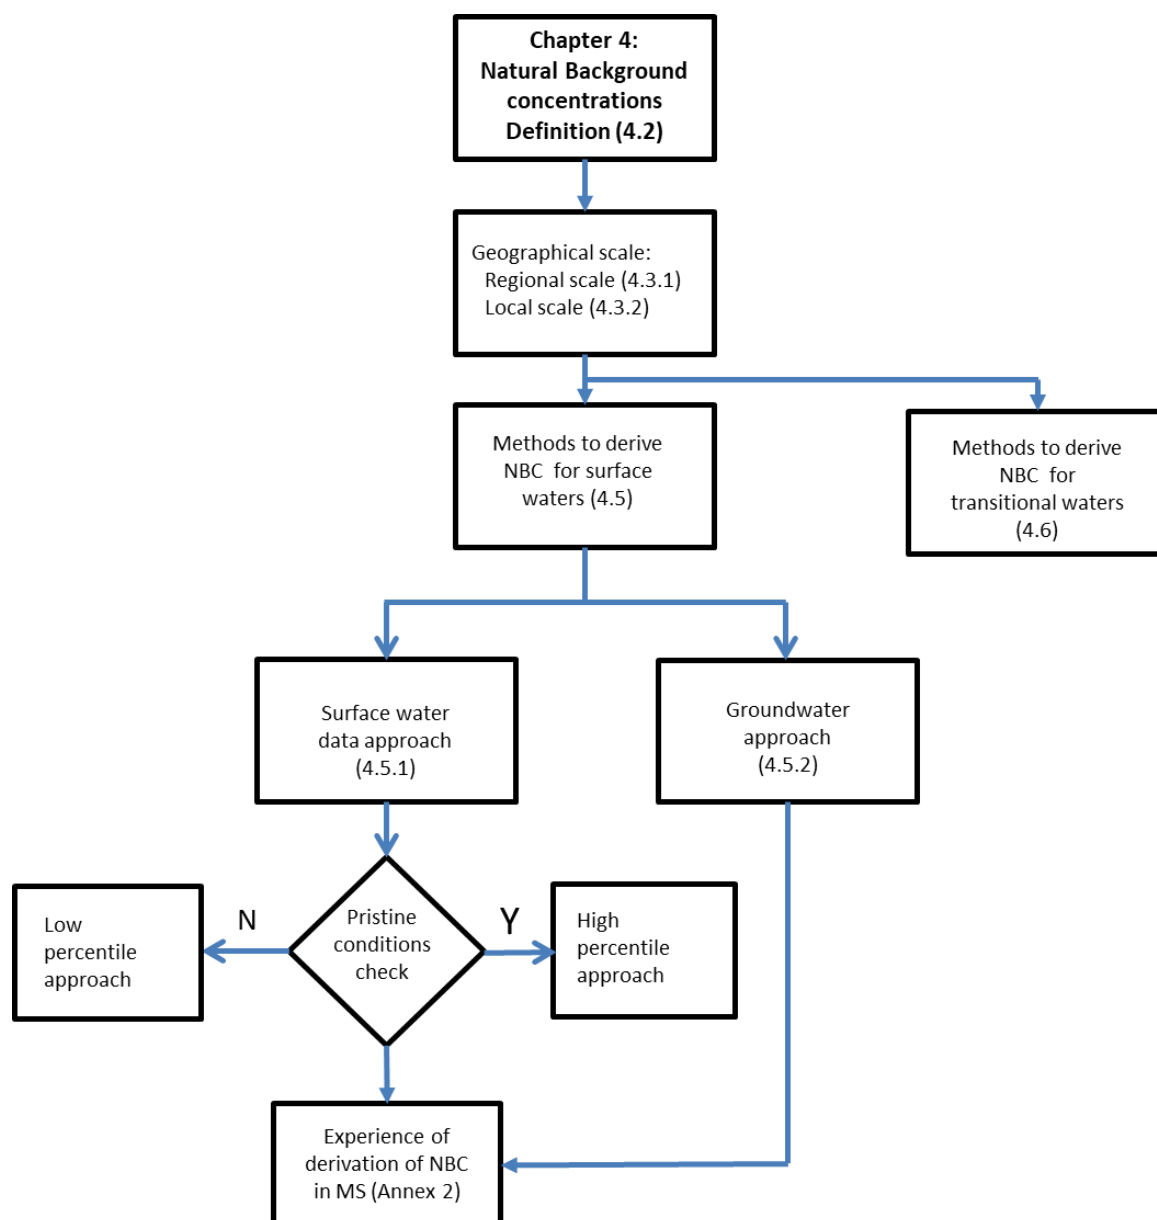 Chapter 4:
Natural Background
concentrations
Definition (4.2)
Geographical scale:
Regional scale (4.3.1)
Local scale (4.3.2)
Methods to derive
NBC for surface
waters (4.5)
Methods to derive
NBC for
transitional waters
(4.6)
Surface water
data approach
(4.5.1)
Groundwater
approach
(4.5.2)
Low
percentile
approach
N
Pristine
conditions
check
Y
High
percentile
approach
Experience of
derivation of NBC
in MS (Annex 2)